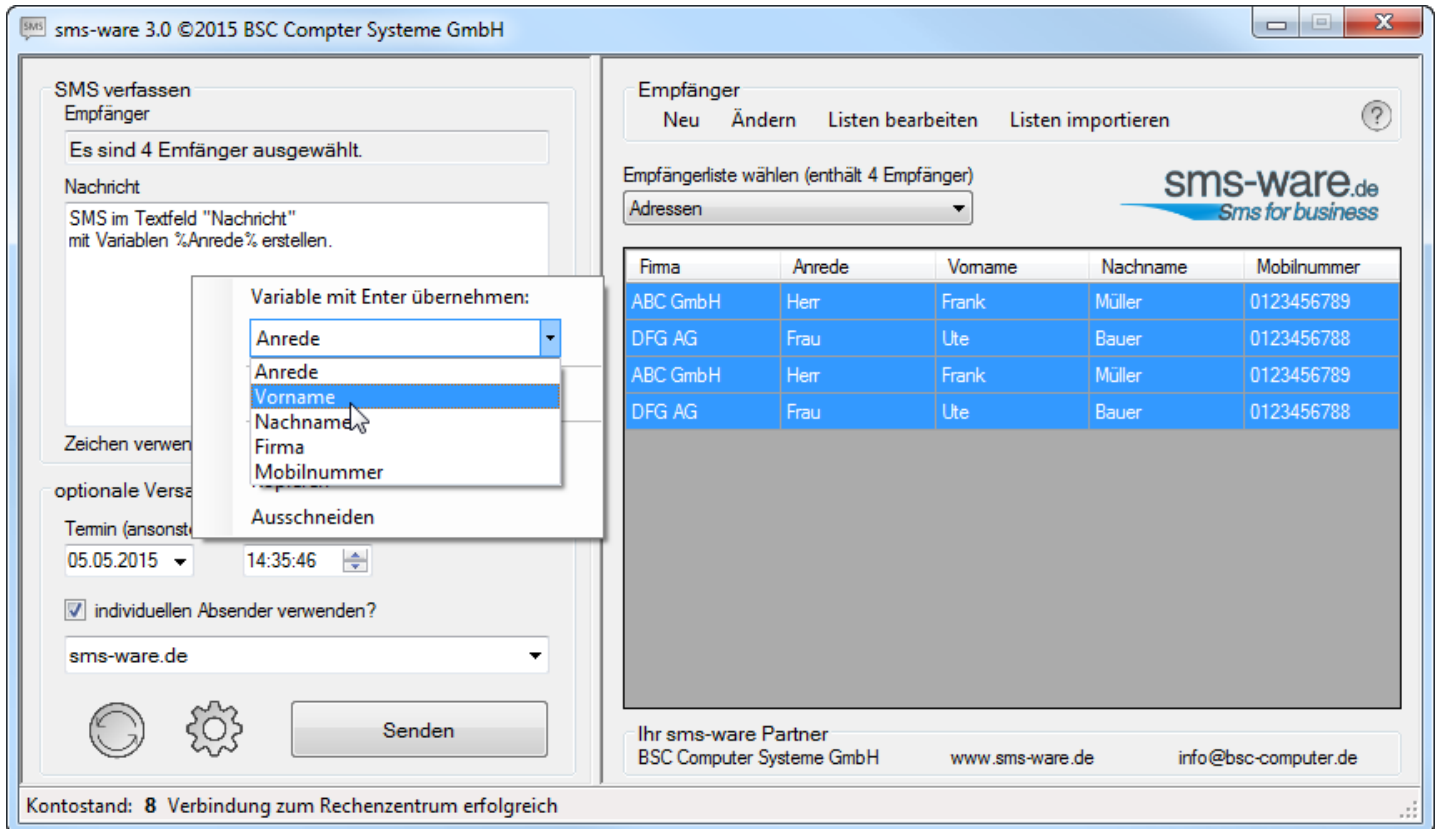 SMS
sms-ware 3.0 ©2015 BSC Compter Systeme GmbH
SMS verfassen
Empfänger
Es sind 4 Emfänger ausgewählt.
Nachricht
SMS im Textfeld "Nachricht"
mit Variablen %Anrede% erstellen.
Variable mit Enter übernehmen:
Anrede
Anrede
Vorname
Nachname
Firma
Mobilnummer
Ausschneiden
Zeichen
optionale
Termin
05.05.2015
14:35:46
individuellen Absender verwenden?
sms-ware.de
Senden
Empfänger
Neu Ändern Listen bearbeiten Listen importieren
?
Empfängerliste wählen (enthält 4 Empfänger)
Adressen
sms-ware.de
Sms for business
Firma Anrede Vorname Nachname Mobilnummer
ABC GmbH Herr Frank Müller 0123456789
DFG AG Frau Ute Bauer 0123456788
ABC GmbH Herr Frank Müller 0123456789
DFG AG Frau Ute Bauer 0123456788
Ihr sms-ware Partner
BSC Computer Systeme GmbH www.sms-ware.de info@bsc-computer.de
Kontostand: 8 Verbindung zum Rechenzentrum erfolgreich